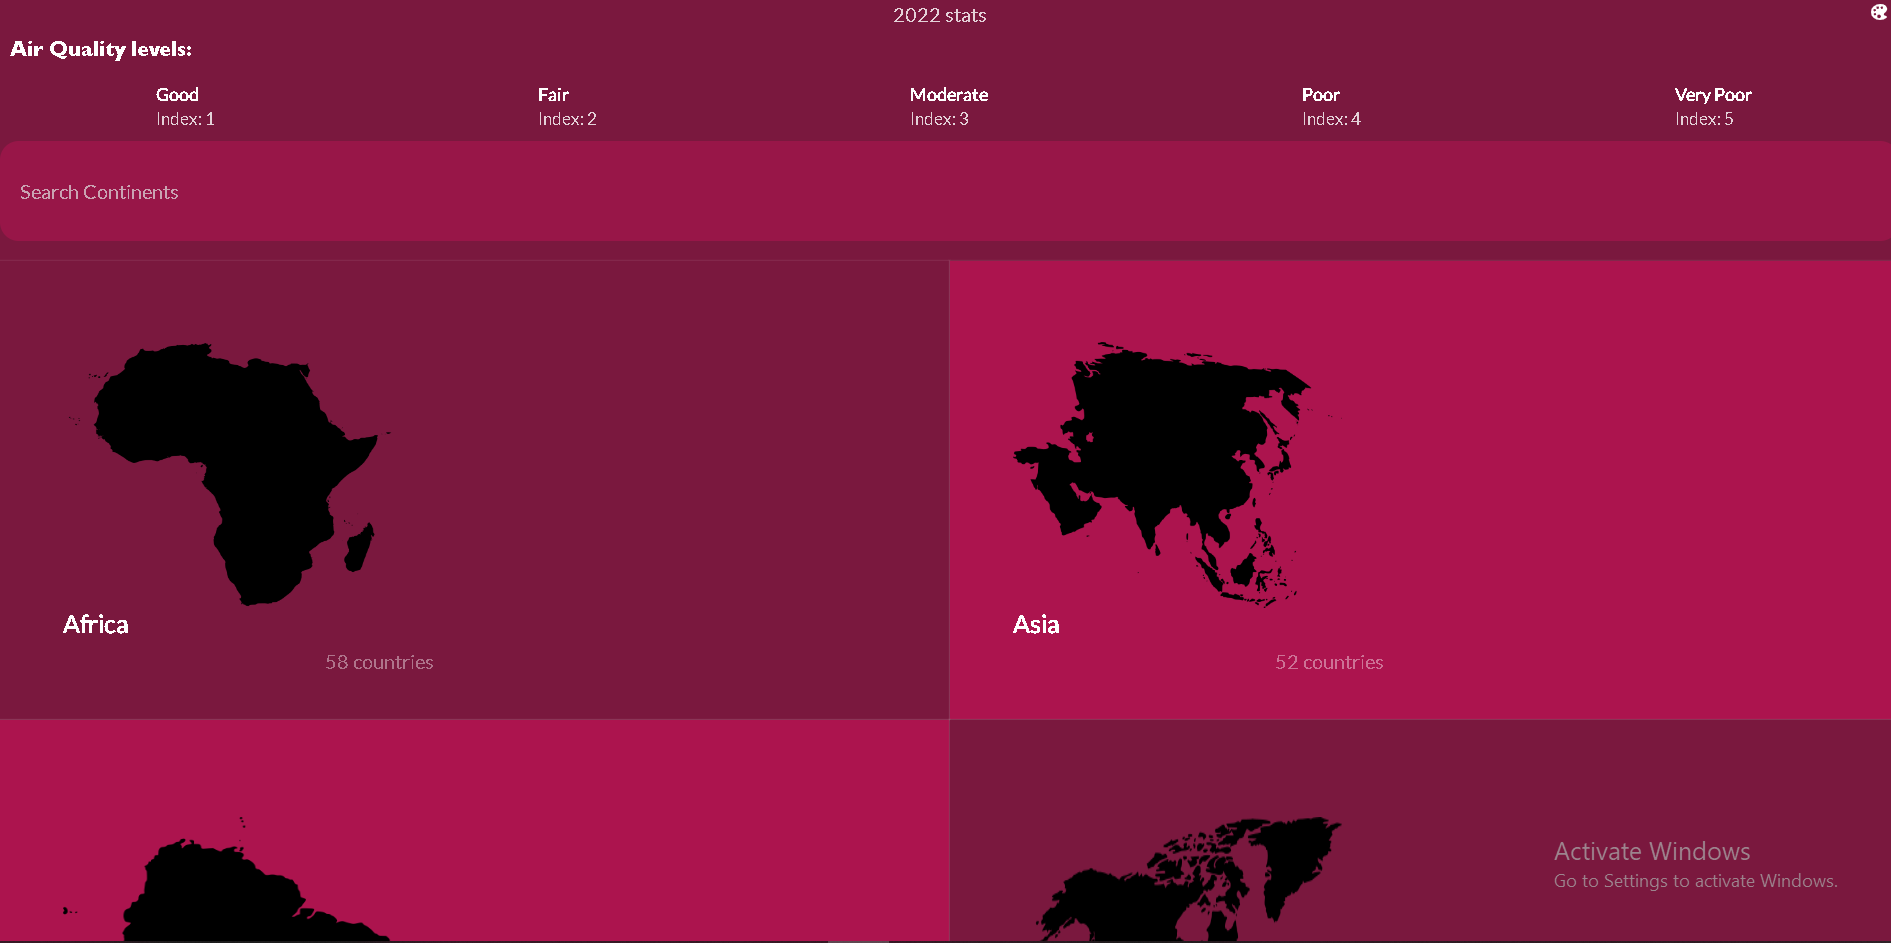 2022 stats
Air Quality levels:
Good
Index: 1
Fair
Index: 2
Moderate
Index: 3
Poor
Index: 4
Very Poor
Index: 5
Search Continents
Africa
58 countries
Asia
52 countries
Activate Windows
Go to Settings to activate Windows.